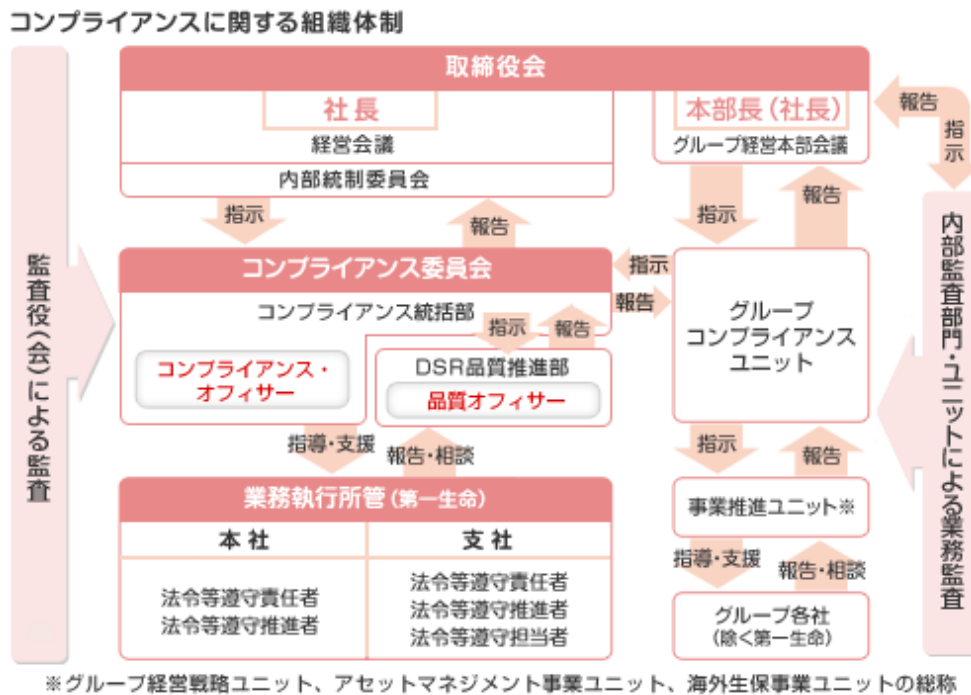 コンプライアンスに関する組織体制
取締役会
社長
経営会議
内部統制委員会
本部長(社長)
グループ経営本部会議
報告
指示
指示
報告
指示
報告
監査役(会)による監査
コンプライアンス委員会
コンプライアンス統括部
指示
報告
指示
報告
グループ
コンプライアンス
ユニット
コンプライアンス・
オフィサー
DSR品質推進部
品質オフィサー
内部監査部門・ユニットによる業務監査
指導・支援
報告・相談
指示
報告
業務執行所管(第一生命)
本社
支社
法令等遵守責任者
法令等遵守推進者
法令等遵守責任者
法令等遵守推進者
法令等遵守担当者
事業推進ユニット※
指導・支援
報告・相談
グループ各社
(除く第一生命)
※グループ経営戦略ユニット、アセットマネジメント事業ユニット、海外生保事業ユニットの総称